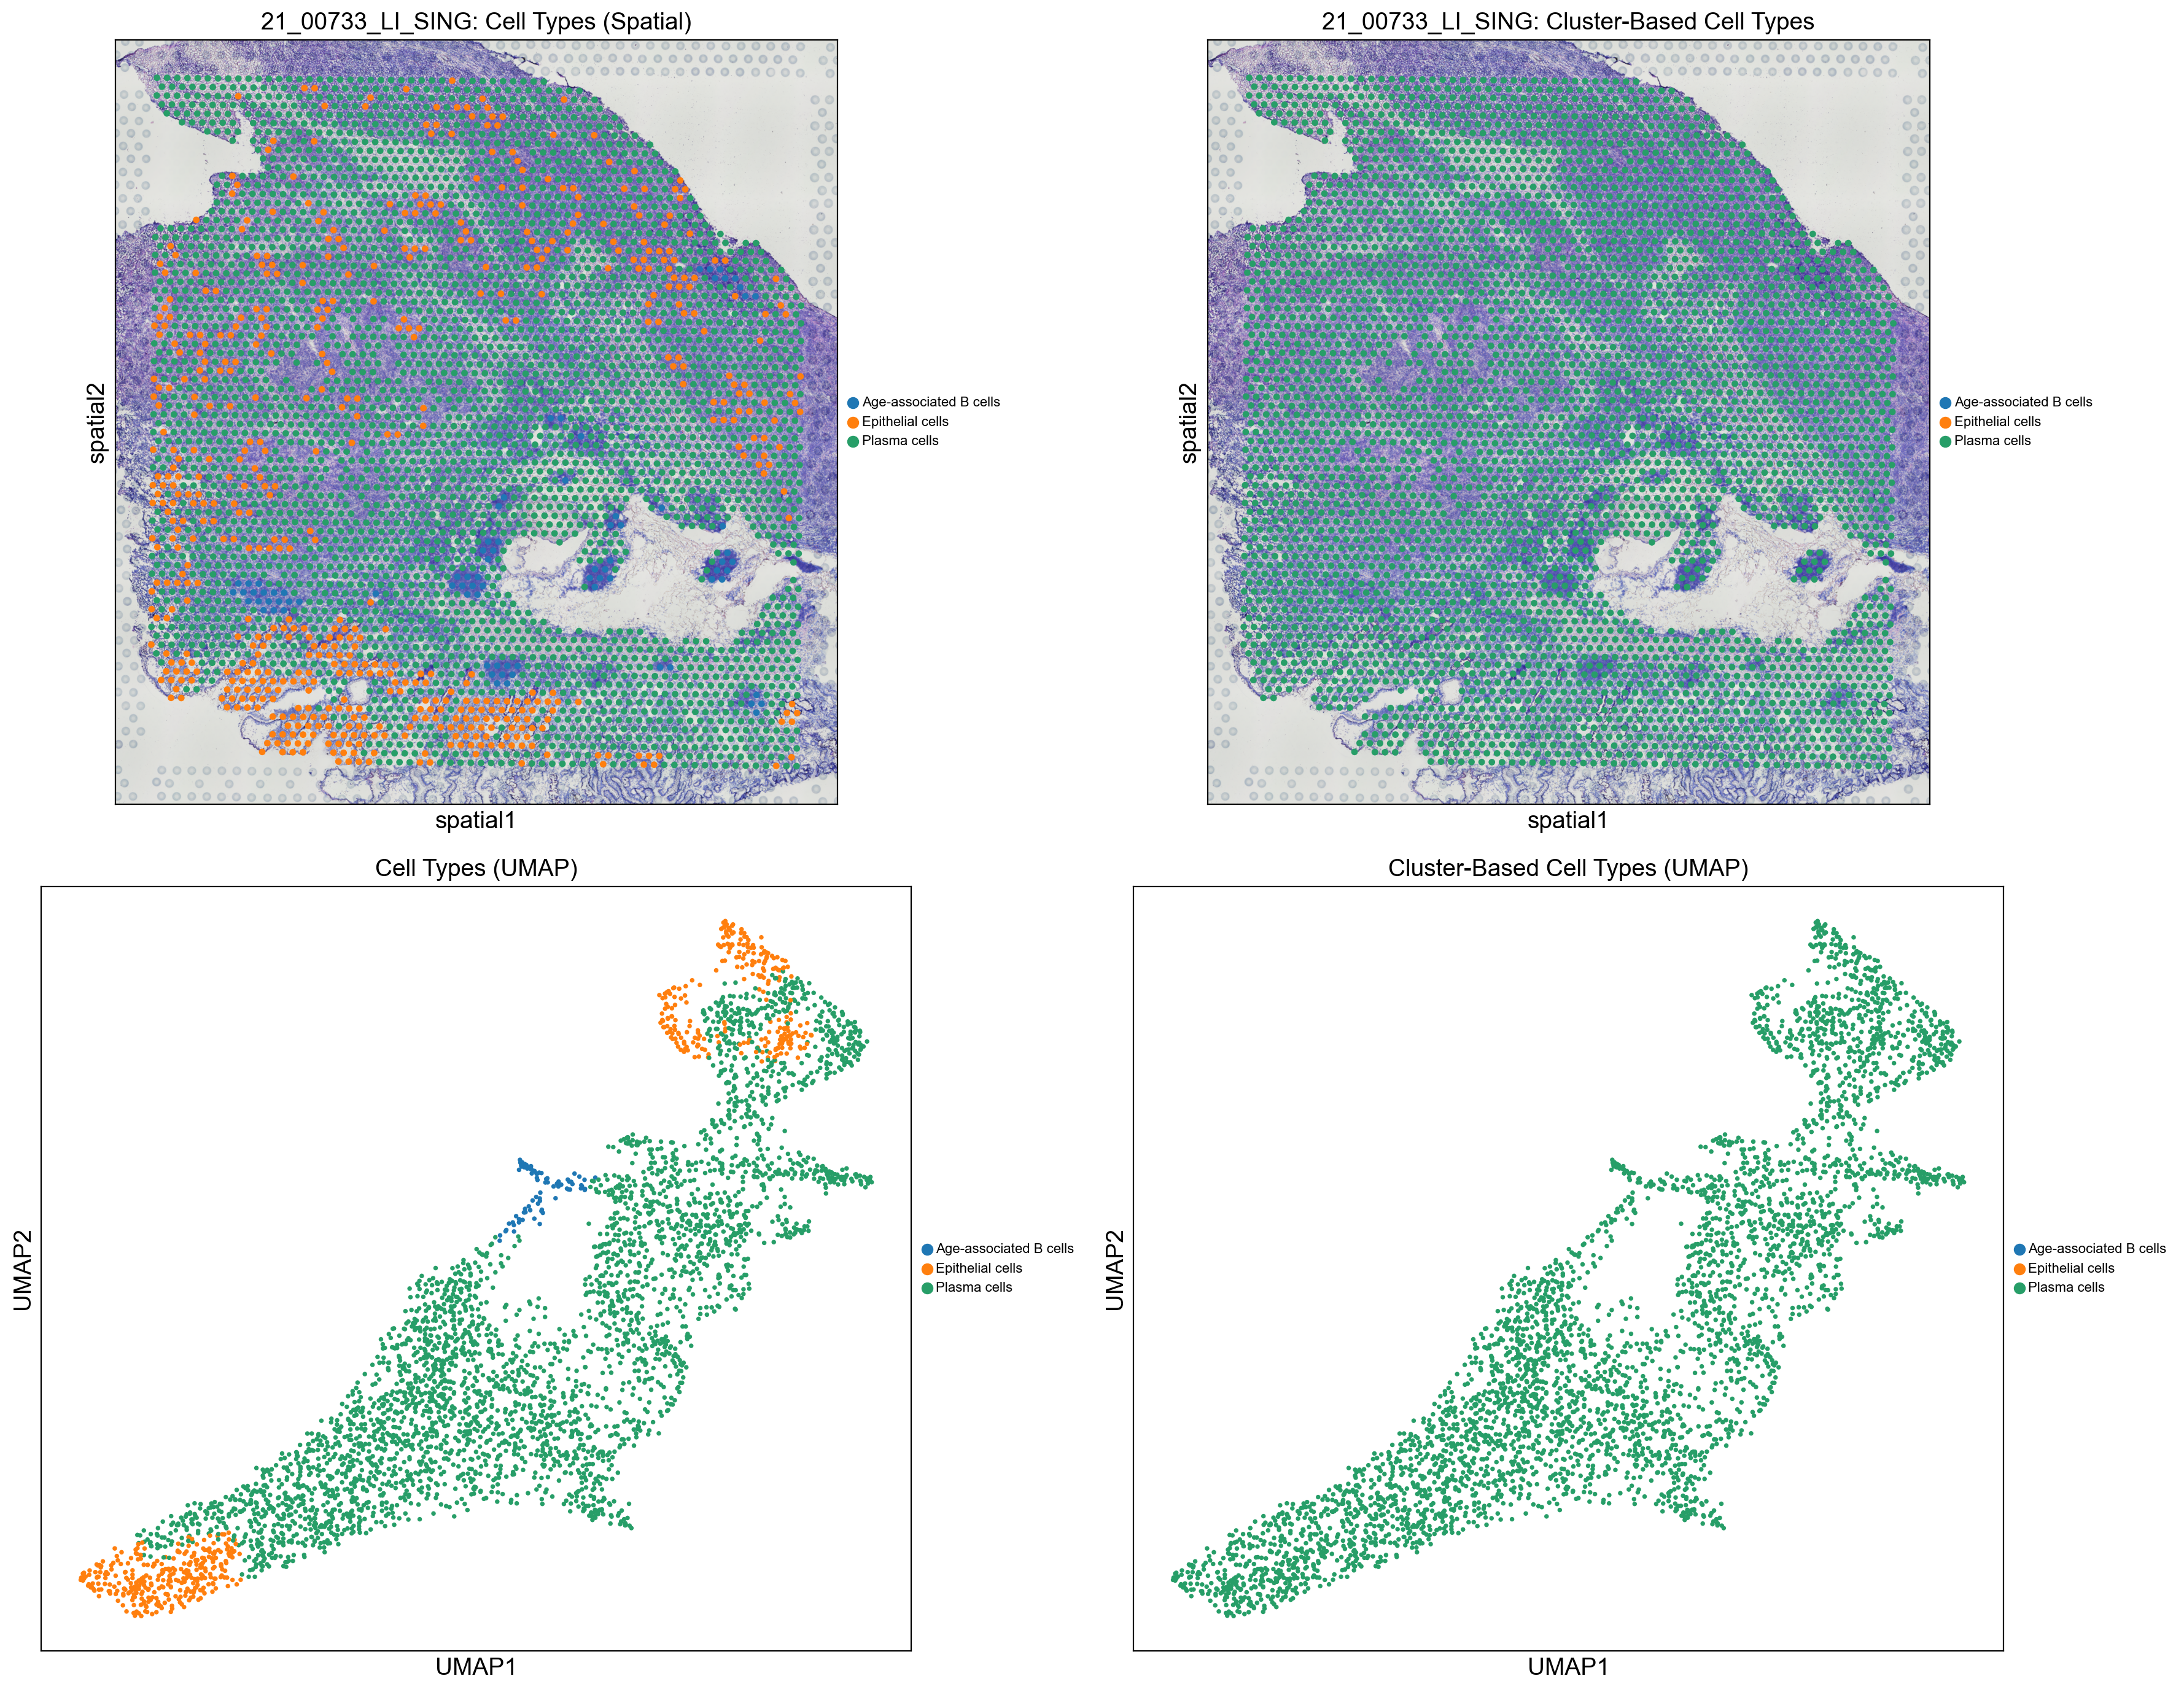 21_00733_LI_SING: Cell Types (Spatial)
spatial2
spatial1
Age-associated B cells
Epithelial cells
Plasma cells
21_00733_LI_SING: Cluster-Based Cell Types
spatial2
spatial1
Age-associated B cells
Epithelial cells
Plasma cells
Cell Types (UMAP)
UMAP2
UMAP1
Age-associated B cells
Epithelial cells
Plasma cells
Cluster-Based Cell Types (UMAP)
UMAP2
UMAP1
Age-associated B cells
Epithelial cells
Plasma cells